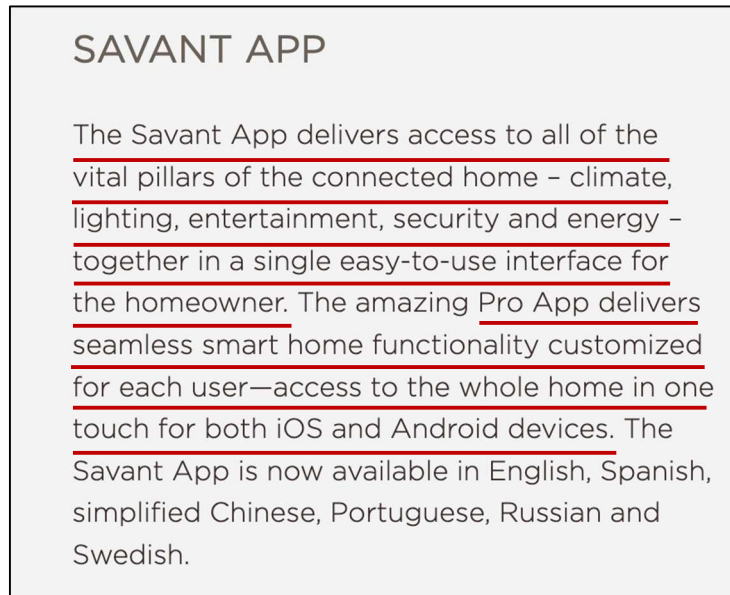 SAVANT APP
The Savant App delivers access to all of the
vital pillars of the connected home – climate,
lighting, entertainment, security and energy –
together in a single easy-to-use interface for
the homeowner. The amazing Pro App delivers
seamless smart home functionality customized
for each user—access to the whole home in one
touch for both iOS and Android devices. The
Savant App is now available in English, Spanish,
simplified Chinese, Portuguese, Russian and
Swedish.